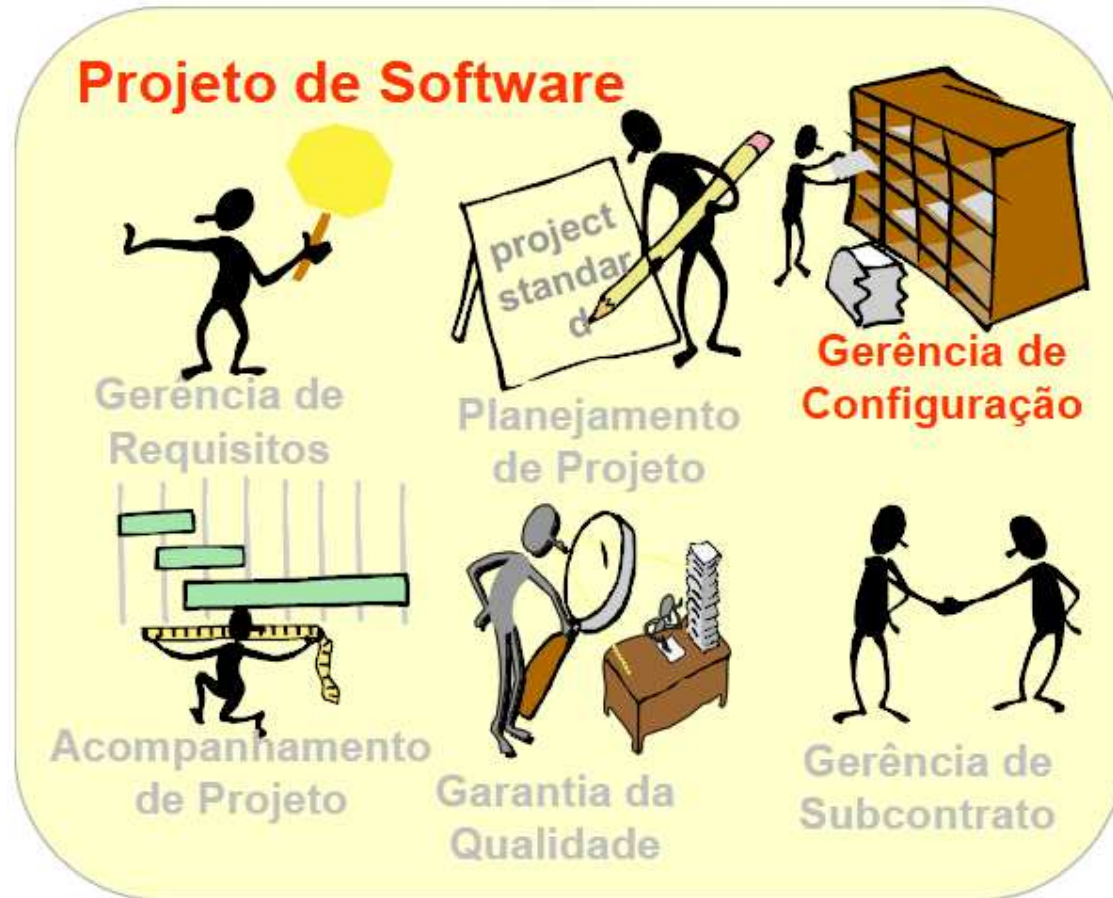 Projeto de Software
project
standar
d
Gerência de
Configuração
Gerência de
Requisitos
Planejamento
de Projeto
Acompanhamento
de Projeto
Garantia da
Qualidade
Gerência de
Subcontrato